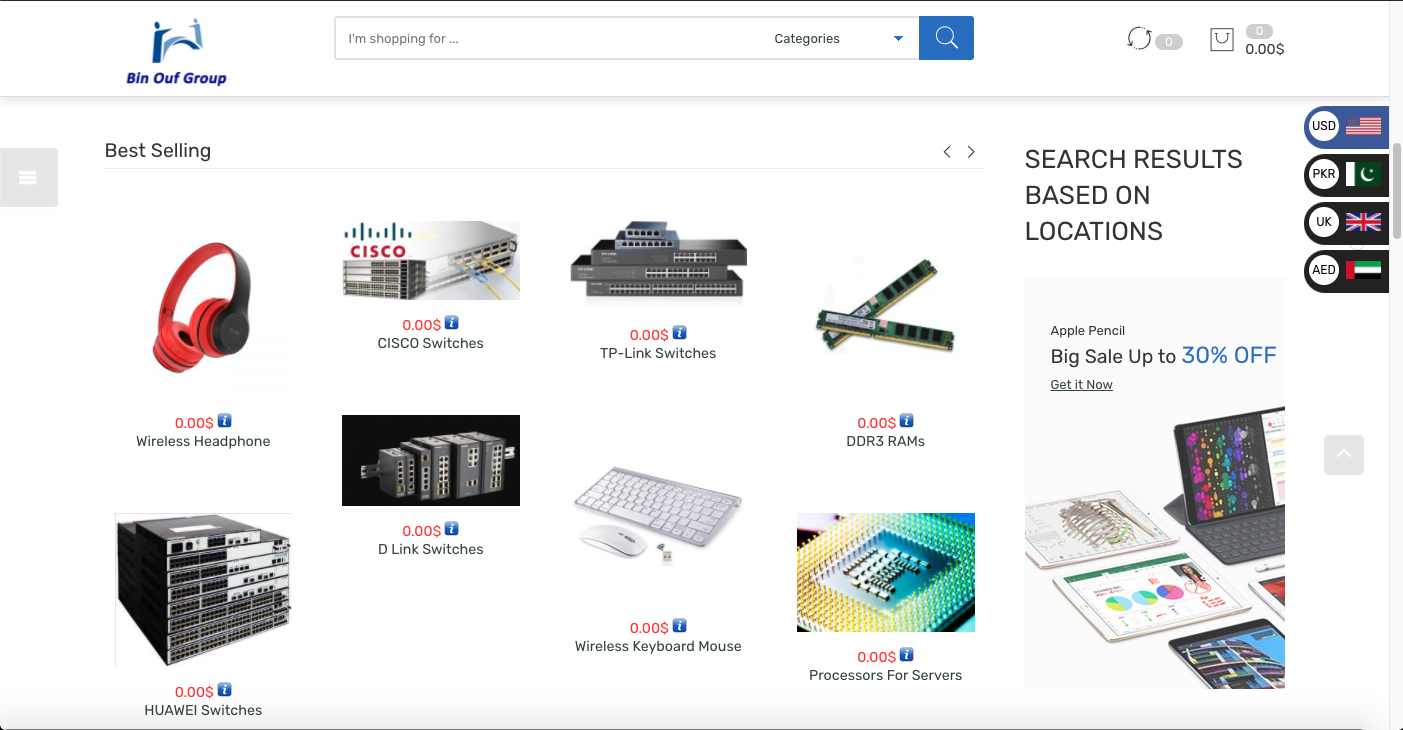 Bin Ouf Group
I'm shopping for ...
Categories
0
0
0.00$
USD
PKR
UK
AED
Best Selling
0.00$
Wireless Headphone
CISCO
0.00$
CISCO Switches
0.00$
TP-Link Switches
0.00$
DDR3 RAMs
0.00$
HUAWEI Switches
0.00$
D Link Switches
0.00$
Wireless Keyboard Mouse
0.00$
Processors For Servers
SEARCH RESULTS
BASED ON
LOCATIONS
Apple Pencil
Big Sale Up to 30% OFF
Get it Now